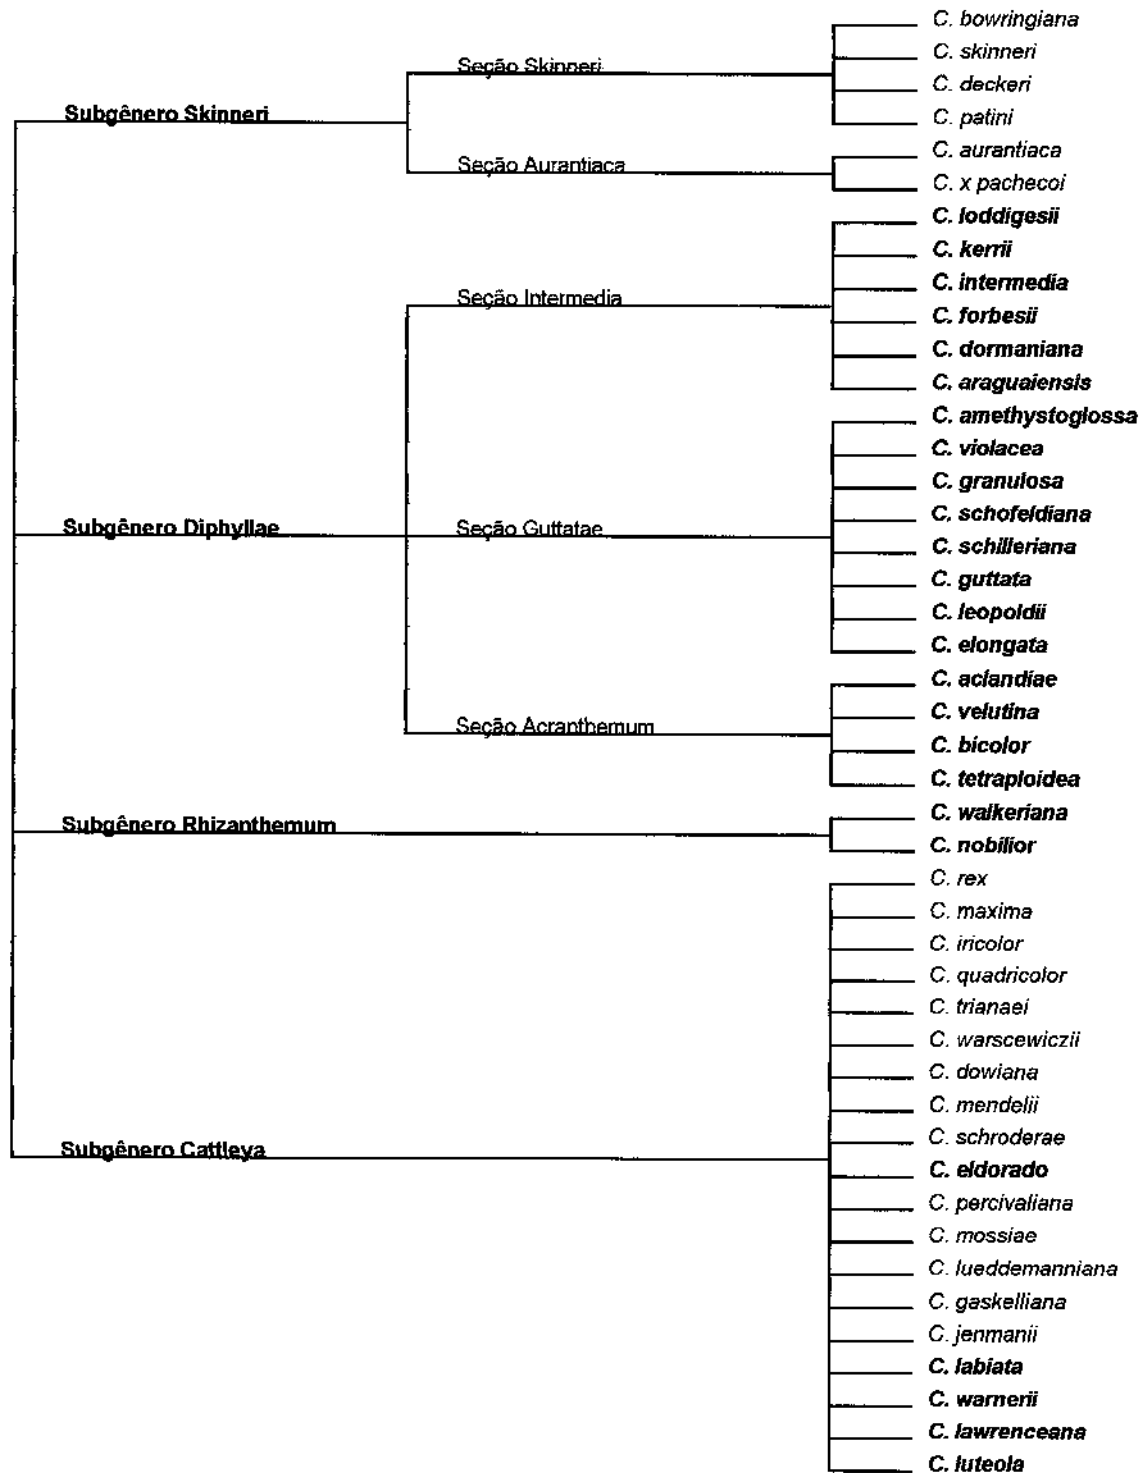 C. bowringiana
Seção Skinneri
C. skinneri
C. deckeri
Subgênero Skinneri
C. patini
C. aurantiaca
Seção Aurantiaca
C. x pachecoi
C. loddigesii
C. kerrii
C. intermedia
Seção Intermedia
C. forbesii
C. dormaniana
C. araguaiensis
C. amethystoglossa
C. violacea
C. granulosa
C. schofeldiana
Subgênero Diphyllae
Seção Guttatae
C. schilleriana
C. guttata
C. leopoldii
C. elongata
C. aclandiae
C. velutina
Seção Acranthemum
C. bicolor
C. tetraploidea
C. walkeriana
Subgênero Rhizanthemum
C. nobilior
C. rex
C. maxima
C. iricolor
C. quadricolor
C. trianaei
C. warscewiczii
C. dowiana
C. mendelii
C. schroderae
Subgênero Cattleya
C. eldorado
C. percivaliana
C. mossiae
C. lueddemanniana
C. gaskelliana
C. jenmanii
C. labiata
C. warnerii
C. lawrenceana
C. luteola